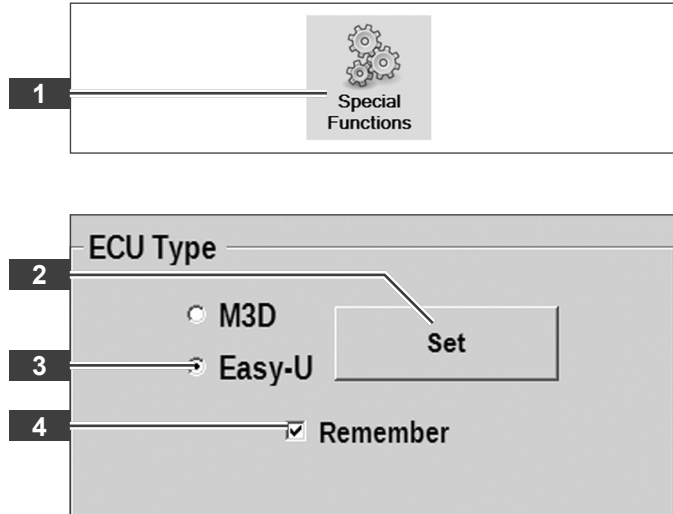 1
Special
Functions
ECU Type
2
M3D
Set
3
Easy-U
4
Remember